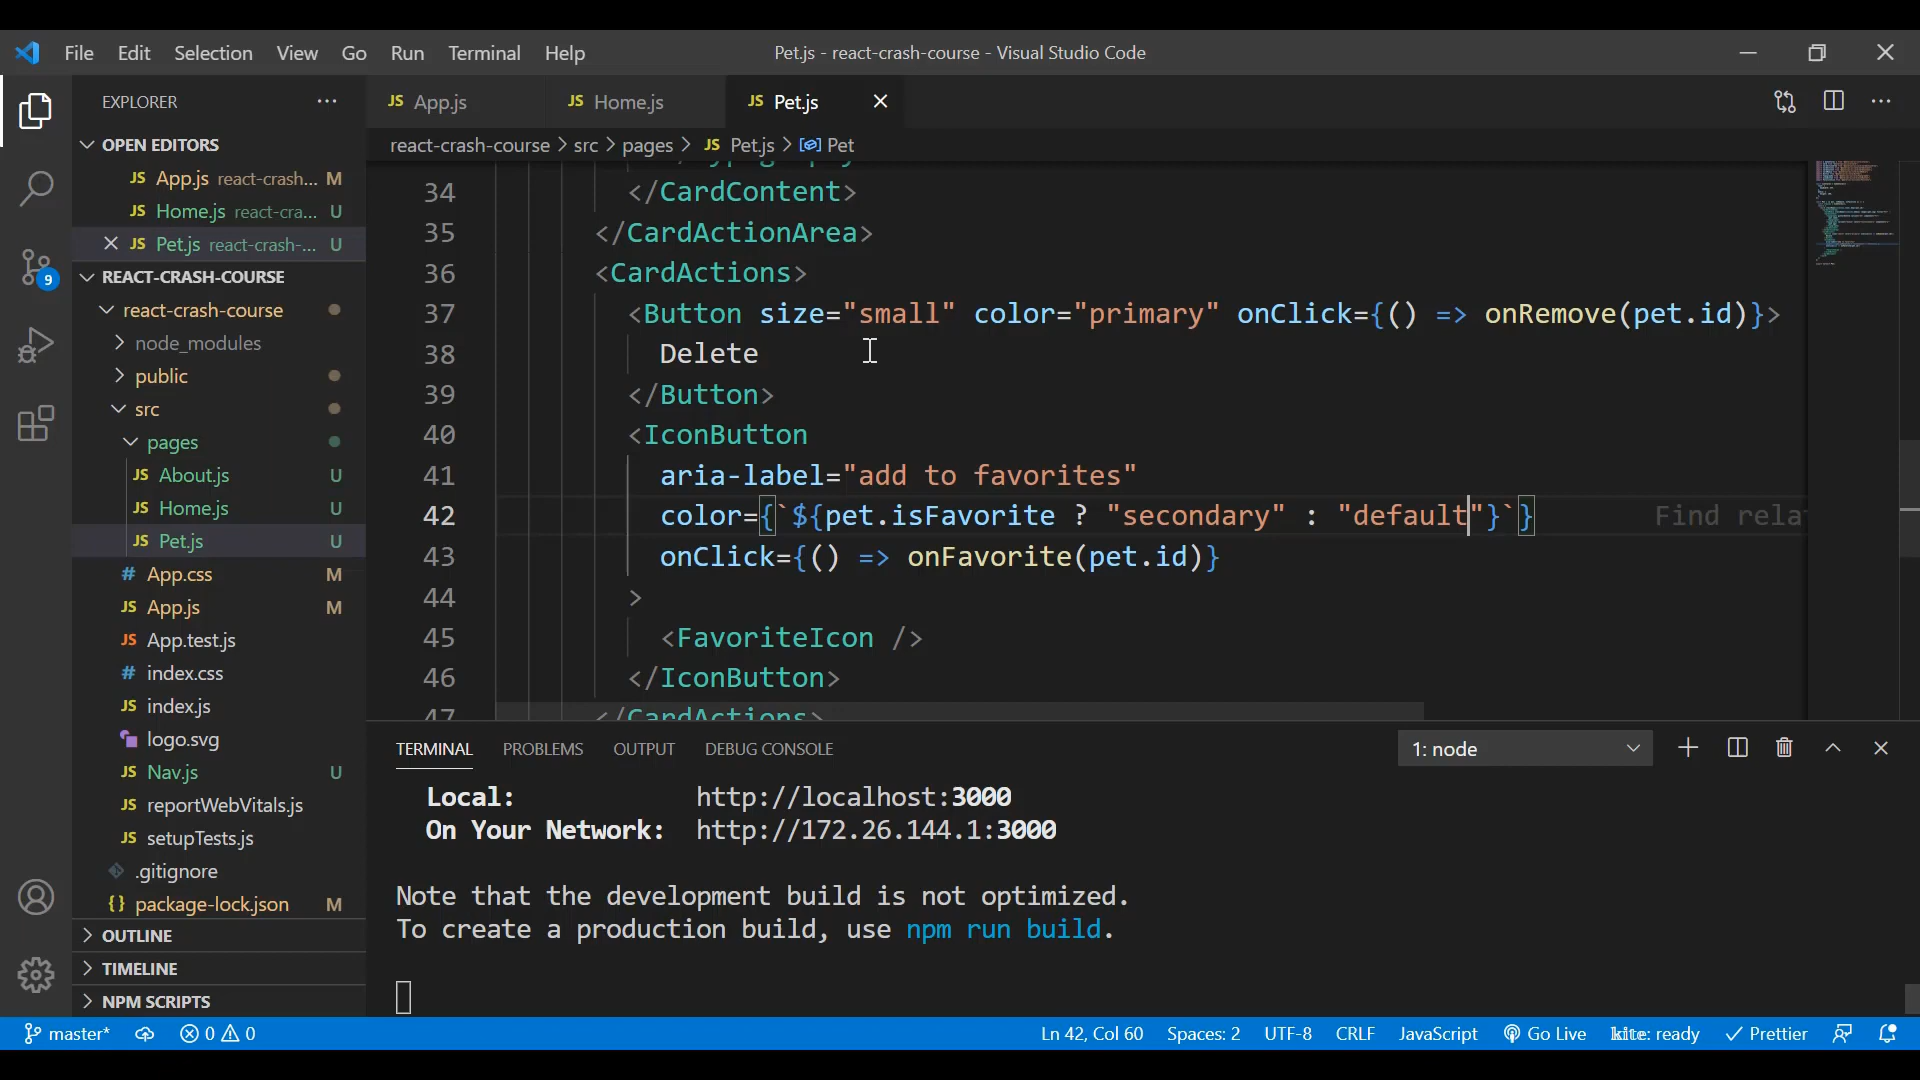 File Edit Selection View Go Run Terminal Help
Pet.js - react-crash-course - Visual Studio Code
EXPLORER
JS App.js
JS Home.js
JS Pet.js
OPEN EDITORS
JS App.js react-crash... M
JS Home.js react-cra... U
JS Pet.js react-crash-... U
REACT-CRASH-COURSE
react-crash-course
node_modules
public
src
pages
JS About.js U
JS Home.js U
JS Pet.js U
# App.css M
JS App.js M
JS App.test.js
# index.css
JS index.js
logo.svg
JS Nav.js U
JS reportWebVitals.js
JS setupTests.js
.gitignore
{} package-lock.json M
OUTLINE
TIMELINE
NPM SCRIPTS
9
react-crash-course > src > pages > JS Pet.js > Pet
34 </CardContent>
35 </CardActionArea>
36 <CardActions>
37 <Button size="small" color="primary" onClick={() => onRemove(pet.id)}>
38 Delete
39 </Button>
40 <IconButton
41 aria-label="add to favorites"
42 color={`${pet.isFavorite ? "secondary" : "default"}`} Find rela
43 onClick={() => onFavorite(pet.id)}
44 >
45 <FavoriteIcon />
46 </IconButton>
47 </CardActions>
TERMINAL PROBLEMS OUTPUT DEBUG CONSOLE
1: node
Local: http://localhost:3000
On Your Network: http://172.26.144.1:3000
Note that the development build is not optimized.
To create a production build, use npm run build.
master* 0 0
Ln 42, Col 60 Spaces: 2 UTF-8 CRLF JavaScript Go Live kite: ready Prettier